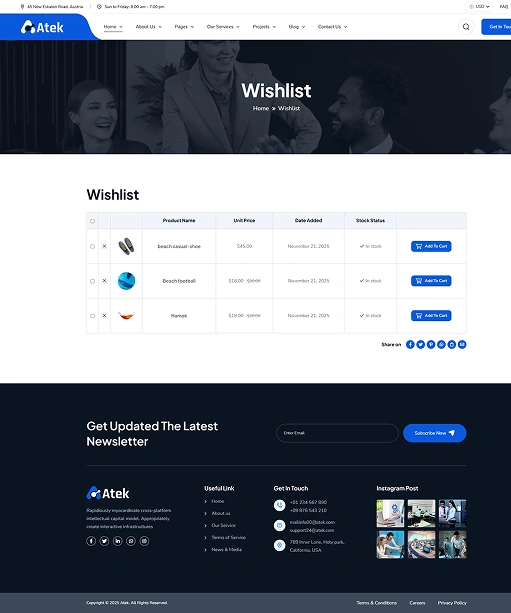 45 New Eskaton Road, Austria
Sun to Friday: 8.00 am - 7.00 pm
USD
FAQ
Atek
Home
About Us
Pages
Our Services
Projects
Blog
Contact Us
Get In Tou
Wishlist
Home » Wishlist
Wishlist
Product Name Unit Price Date Added Stock Status
beach casual-shoe $45.00 November 21, 2025 In stock Add To Cart
Beach football $18.00 $20.00 November 21, 2025 In stock Add To Cart
Hamok $18.00 $20.00 November 21, 2025 In stock Add To Cart
Share on
Get Updated The Latest
Newsletter
Enter Email
Subscribe Now
Atek
Rapidiously myocardinate cross-platform
intellectual capital model. Appropriately
create interactive infrastructures
Useful Link
Home
About us
Our Service
Terms of Service
News & Media
Get In Touch
+01 234 567 890
+09 876 543 210
mailinfo00@atek.com
support24@atek.com
789 Inner Lane, Holy park,
California, USA
Instagram Post
Copyright © 2025 Atek. All Rights Reserved.
Terms & Conditions
Careers
Privacy Policy